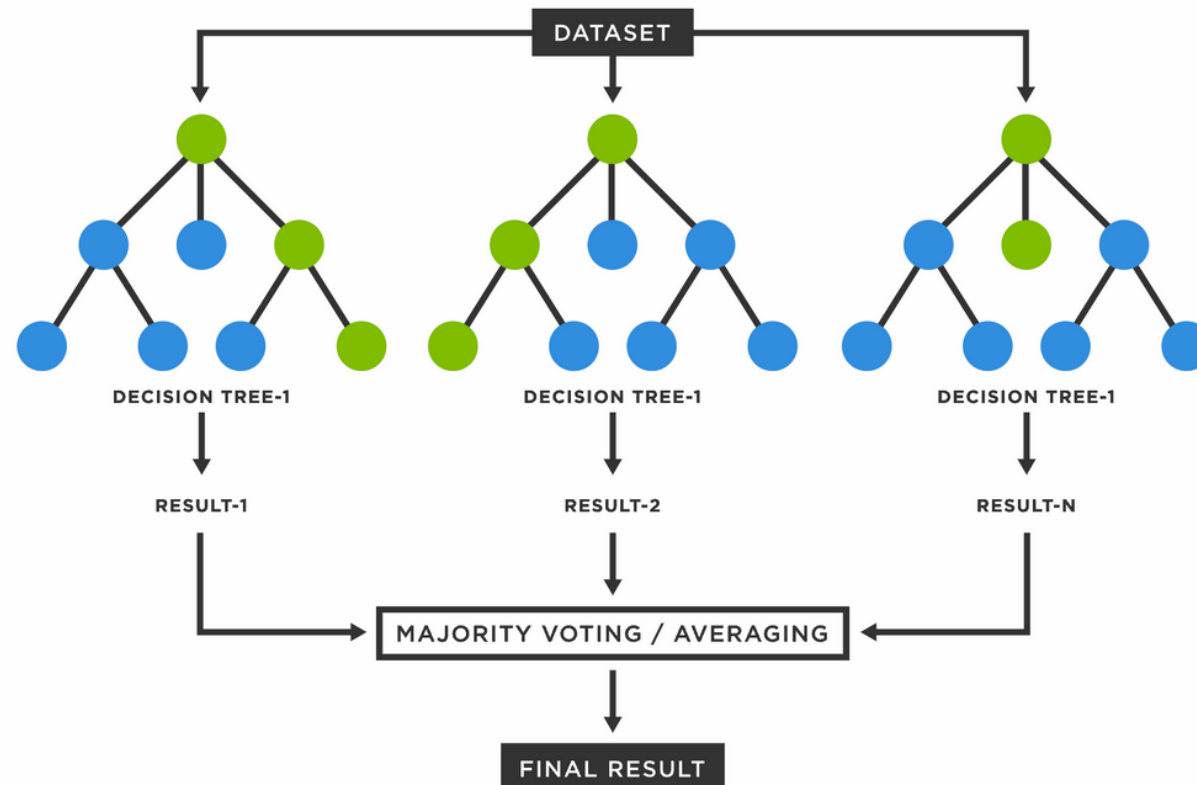 DATASET
DECISION TREE-1
DECISION TREE-1
DECISION TREE-1
RESULT-1
RESULT-2
RESULT-N
MAJORITY VOTING / AVERAGING
FINAL RESULT